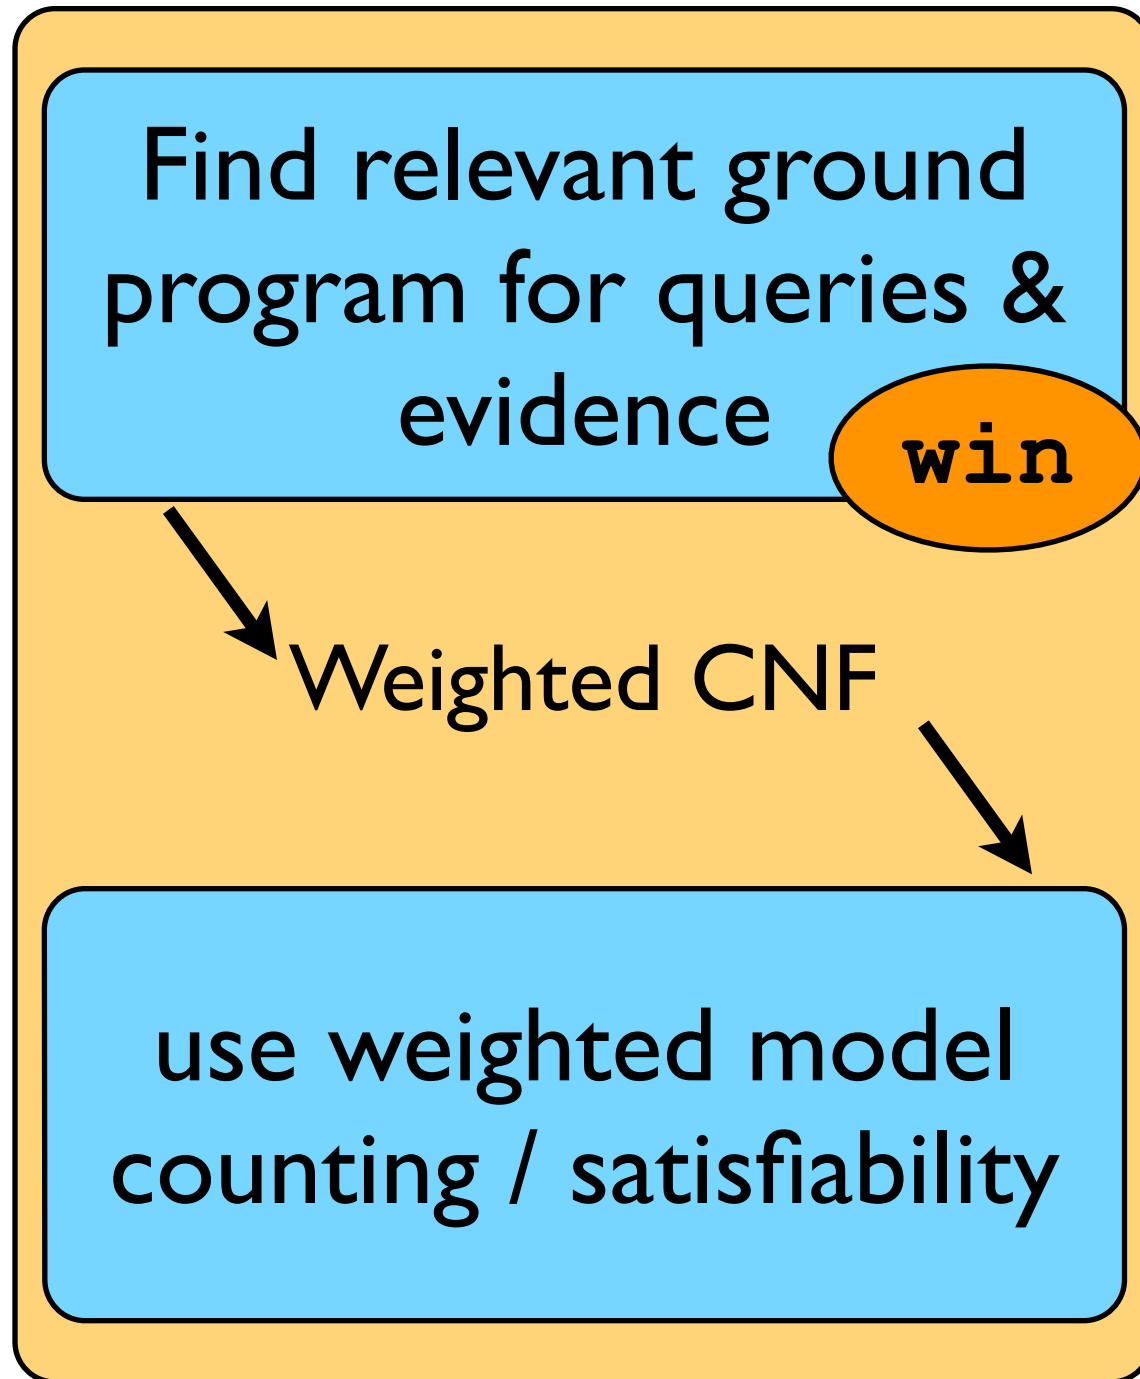 Find relevant ground
program for queries &
evidence
win
Weighted CNF
use weighted model
counting / satisfiability